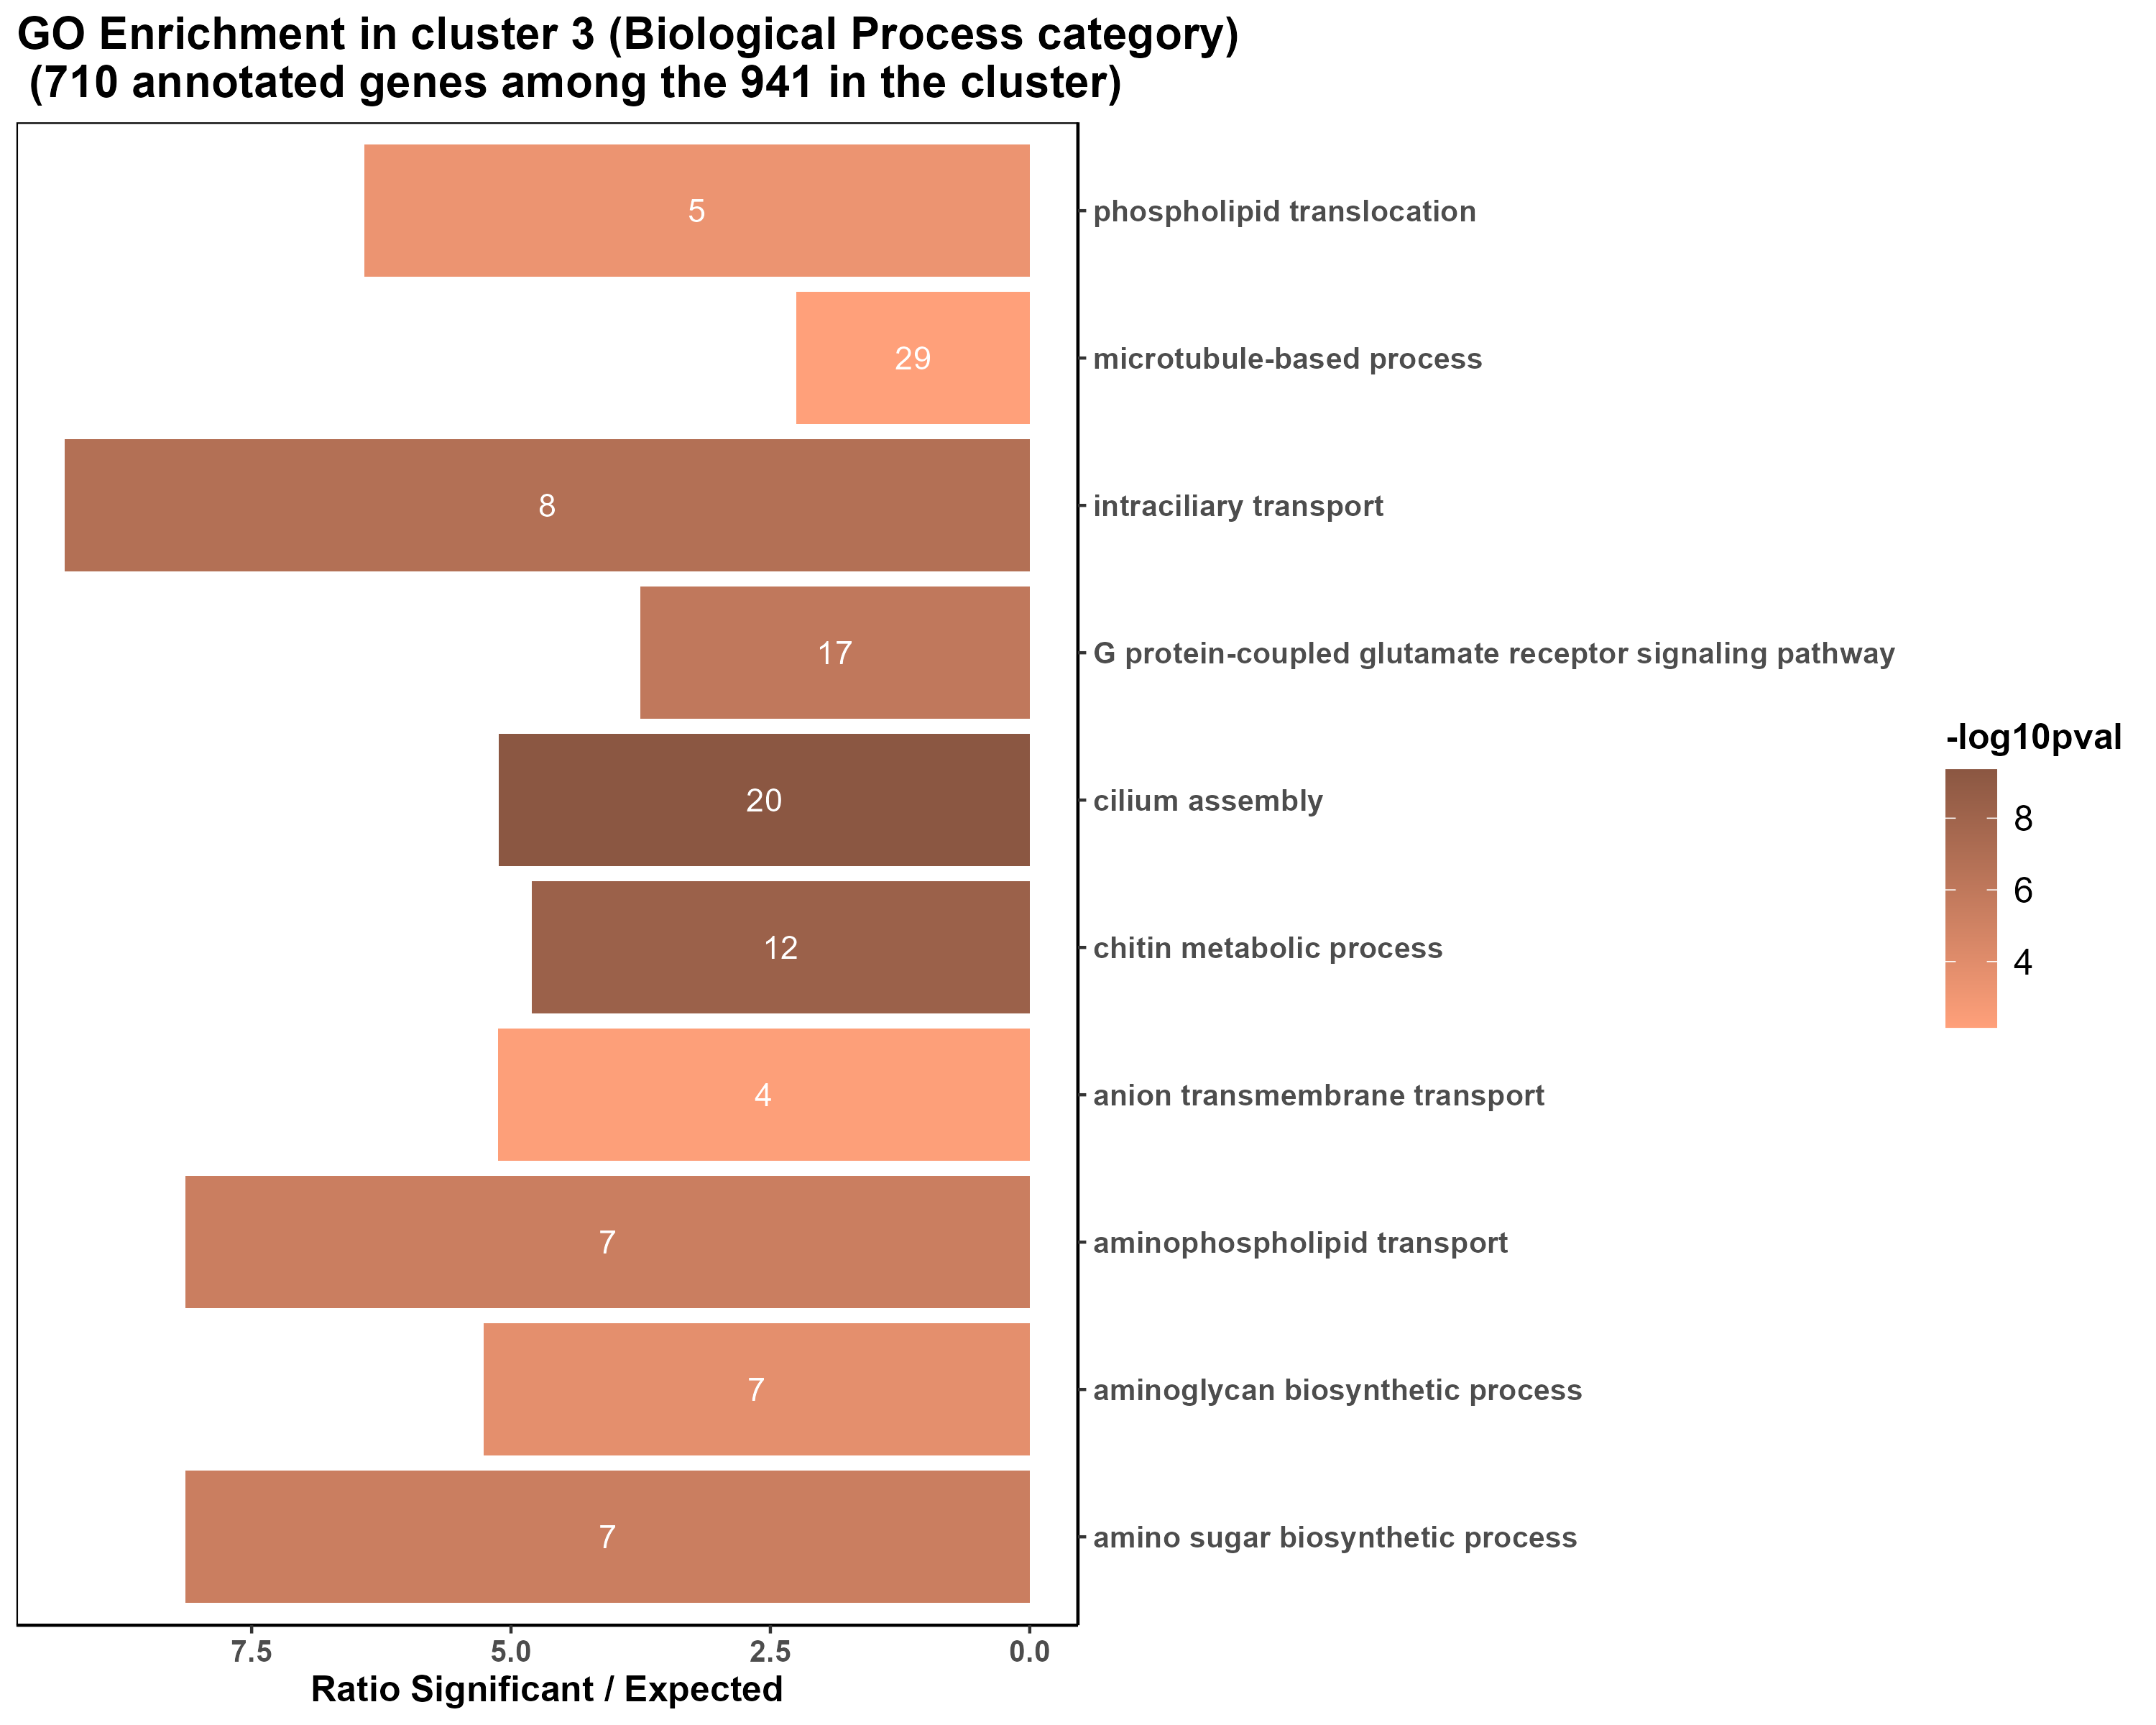 GO Enrichment in cluster 3 (Biological Process category)
(710 annotated genes among the 941 in the cluster)
5
phospholipid translocation
29
microtubule-based process
8
intraciliary transport
17
G protein-coupled glutamate receptor signaling pathway
20
cilium assembly
12
chitin metabolic process
4
anion transmembrane transport
7
aminophospholipid transport
7
aminoglycan biosynthetic process
7
amino sugar biosynthetic process
-log10pval
8
6
4
7.5 5.0 2.5 0.0
Ratio Significant / Expected